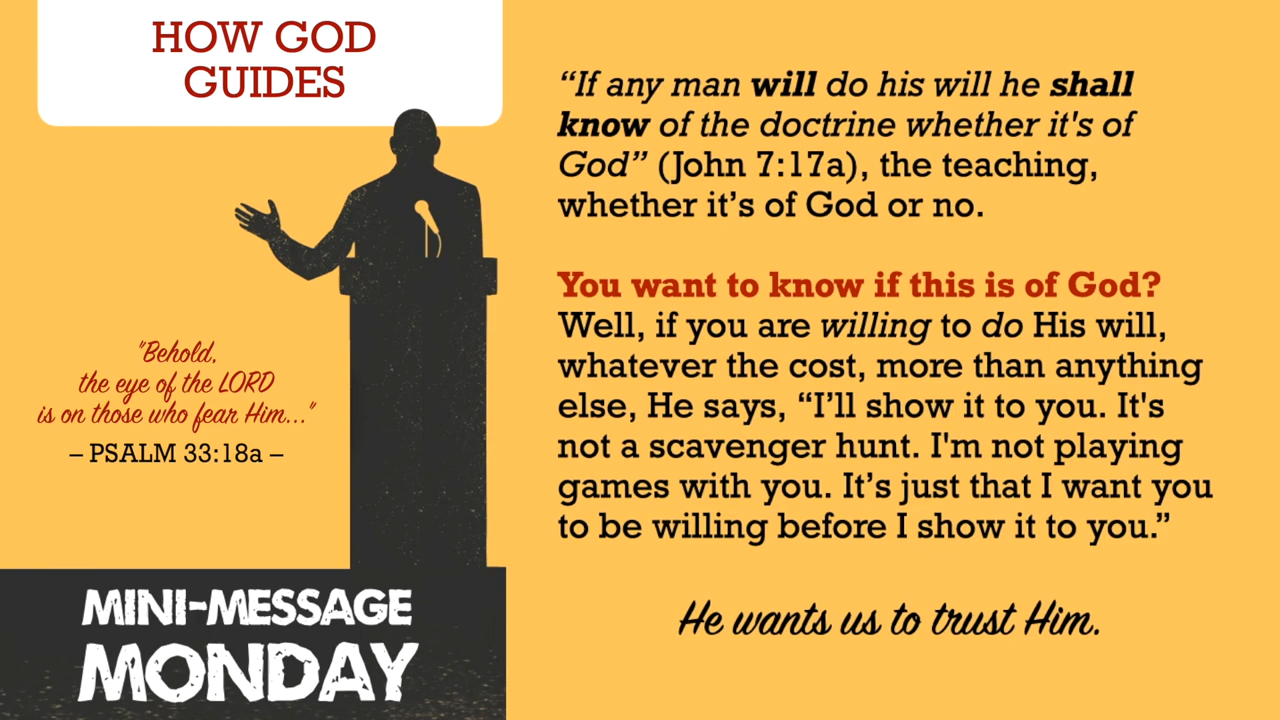 HOW GOD
GUIDES
"Behold,
the eye of the LORD
is on those who fear Him..."
– PSALM 33:18a –
MINI-MESSAGE
MONDAY
“If any man will do his will he shall
know of the doctrine whether it's of
God” (John 7:17a), the teaching,
whether it’s of God or no.
You want to know if this is of God?
Well, if you are willing to do His will,
whatever the cost, more than anything
else, He says, “I’ll show it to you. It's
not a scavenger hunt. I'm not playing
games with you. It’s just that I want you
to be willing before I show it to you.”
He wants us to trust Him.